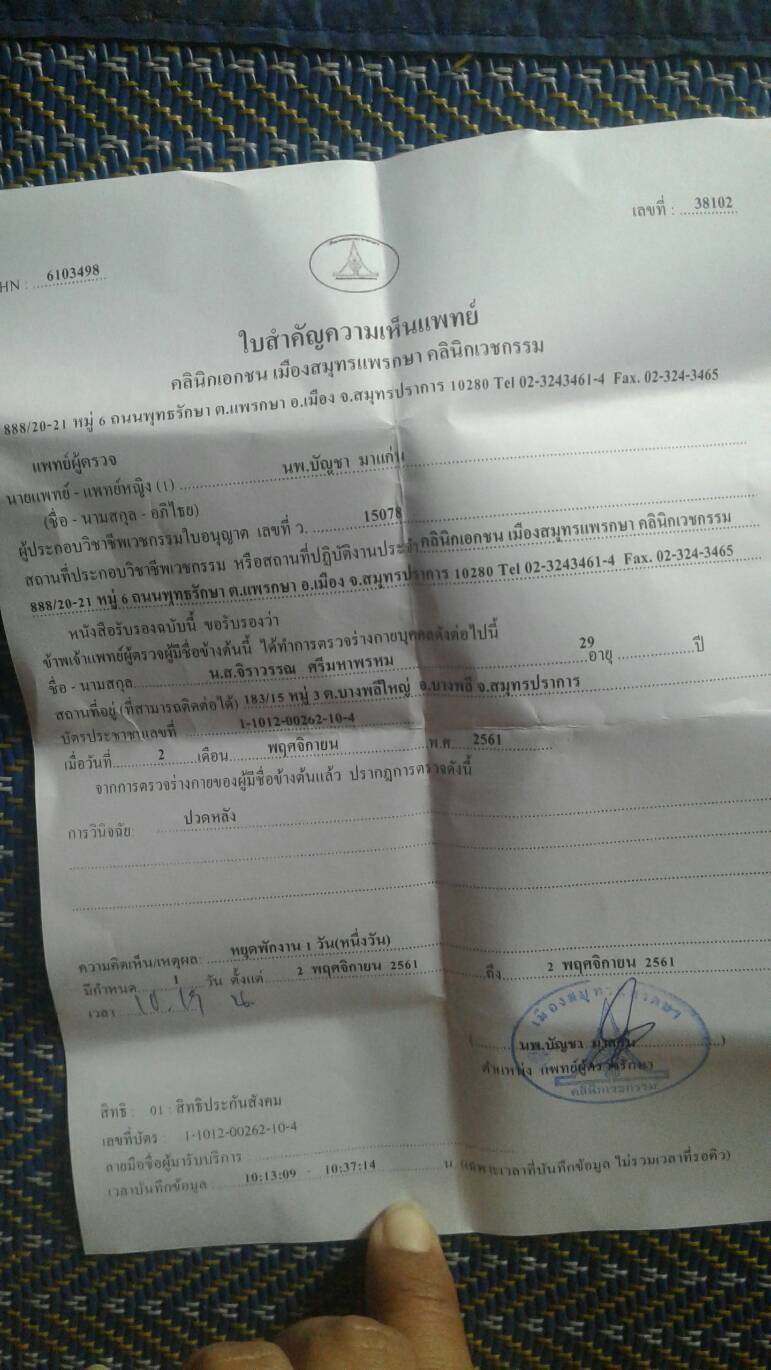 เลขที่ : 38102
HN : 6103498
ใบสำคัญความเห็นแพทย์
คลินิกเอกชน เมืองสมุทรแพรกษา คลินิกเวชกรรม
888/20-21 หมู่ 6 ถนนพุทธรักษา ต.แพรกษา อ.เมือง จ.สมุทรปราการ 10280 Tel 02-3243461-4 Fax. 02-324-3465
แพทย์ผู้ตรวจ
นายแพทย์ - แพทย์หญิง (1) นพ.บัญชา มาแก่น
(ชื่อ - นามสกุล - อภิไธย)
ผู้ประกอบวิชาชีพเวชกรรมใบอนุญาต เลขที่ ว. 15078
สถานที่ประกอบวิชาชีพเวชกรรม หรือสถานที่ปฏิบัติงานประจำ คลินิกเอกชน เมืองสมุทรแพรกษา คลินิกเวชกรรม
888/20-21 หมู่ 6 ถนนพุทธรักษา ต.แพรกษา อ.เมือง จ.สมุทรปราการ 10280 Tel 02-3243461-4 Fax. 02-324-3465
หนังสือรับรองฉบับนี้ ขอรับรองว่า
ข้าพเจ้าแพทย์ผู้ตรวจผู้มีชื่อข้างต้นนี้ ได้ทำการตรวจร่างกายบุคคลดังต่อไปนี้
ชื่อ - นามสกุล น.ส.จิราวรรณ ศรีมหาพรหม อายุ 29 ปี
สถานที่อยู่ (ที่สามารถติดต่อได้) 183/15 หมู่ 3 ต.บางพลีใหญ่ อ.บางพลี จ.สมุทรปราการ
บัตรประชาชนเลขที่ 1-1012-00262-10-4
เมื่อวันที่ 2 เดือน พฤศจิกายน พ.ศ. 2561
จากการตรวจร่างกายของผู้มีชื่อข้างต้นแล้ว ปรากฎการตรวจดังนี้
การวินิจฉัย: ปวดหลัง
ความคิดเห็น/เหตุผล: หยุดพักงาน 1 วัน(หนึ่งวัน)
มีกำหนด 1 วัน ตั้งแต่ 2 พฤศจิกายน 2561 ถึง 2 พฤศจิกายน 2561
เวลา น.
(นพ.บัญชา มาแก่น)
ตำแหน่ง แพทย์ผู้ตรวจรักษา
สิทธิ : 01 : สิทธิประกันสังคม
เลขที่บัตร : 1-1012-00262-10-4
ลายมือชื่อผู้มารับบริการ :
เวลาบันทึกข้อมูล : 10:13:09 - 10:37:14 น. (เฉพาะเวลาที่บันทึกข้อมูล ไม่รวมเวลาที่รอคิว)